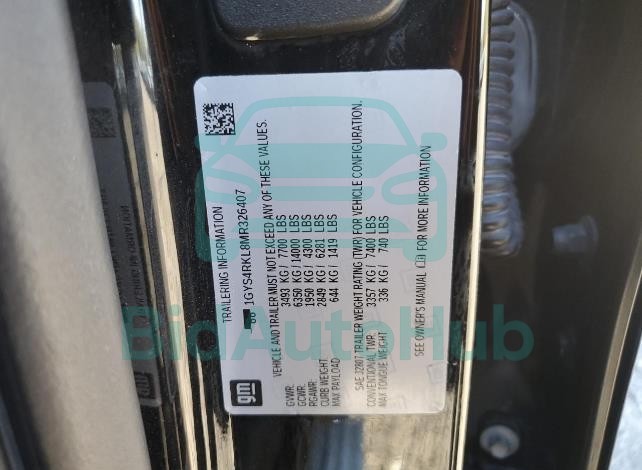 TRAILERING INFORMATION
1GYS4RKL8MR326407
VEHICLE AND TRAILER MUST NOT EXCEED ANY OF THESE VALUES.
GVWR. 3493 KG/ 7700 LBS
GCWR. 6350 KG/14000 LBS
RGAWR. 1950 KG/ 4300 LBS
CURB WEIGHT 2849 KG/ 6281 LBS
MAX PAYLOAD 644 KG/ 1419 LBS
SAE J2807 TRAILER WEIGHT RATING (TWR) FOR VEHICLE CONFIGURATION.
CONVENTIONAL TWR. 3357 KG/ 7400 LBS
MAX TONGUE WEIGHT 336 KG/ 740 LBS
SEE OWNER'S MANUAL FOR MORE INFORMATION
gm
BidAutoHub